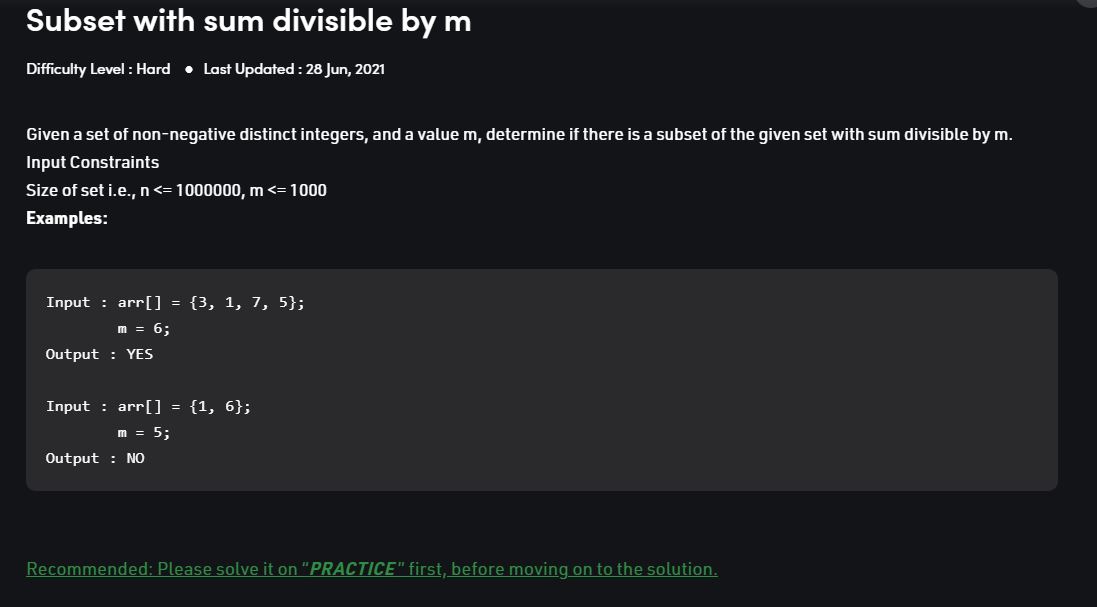 Subset with sum divisible by m
Difficulty Level : Hard ● Last Updated : 28 Jun, 2021
Given a set of non-negative distinct integers, and a value m, determine if there is a subset of the given set with sum divisible by m.
Input Constraints
Size of set i.e., n <= 1000000, m <= 1000
Examples:
Input : arr[] = {3, 1, 7, 5};
m = 6;
Output : YES
Input : arr[] = {1, 6};
m = 5;
Output : NO
Recommended: Please solve it on “PRACTICE” first, before moving on to the solution.